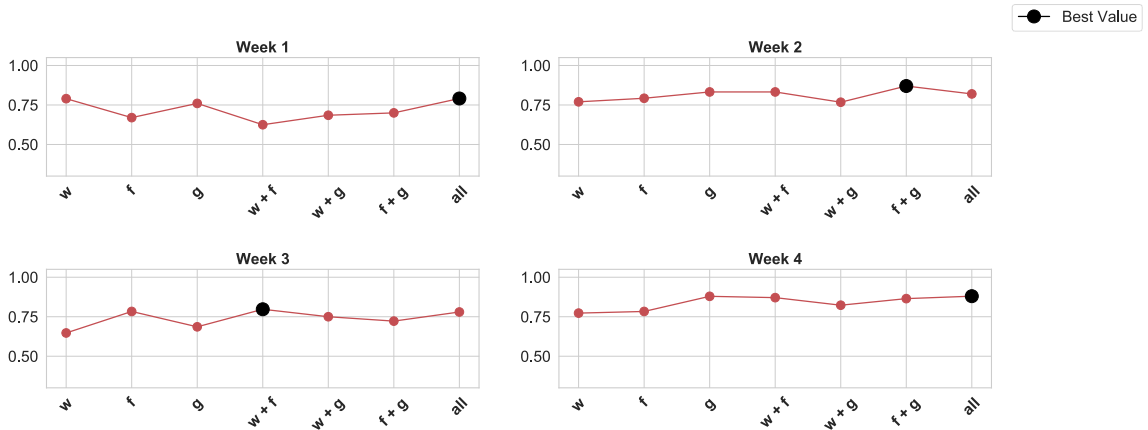 Best Value
Week 1
1.00
0.75
0.50
w
f
g
w + f
w + g
f + g
all
Week 2
1.00
0.75
0.50
w
f
g
w + f
w + g
f + g
all
Week 3
1.00
0.75
0.50
w
f
g
w + f
w + g
f + g
all
Week 4
1.00
0.75
0.50
w
f
g
w + f
w + g
f + g
all